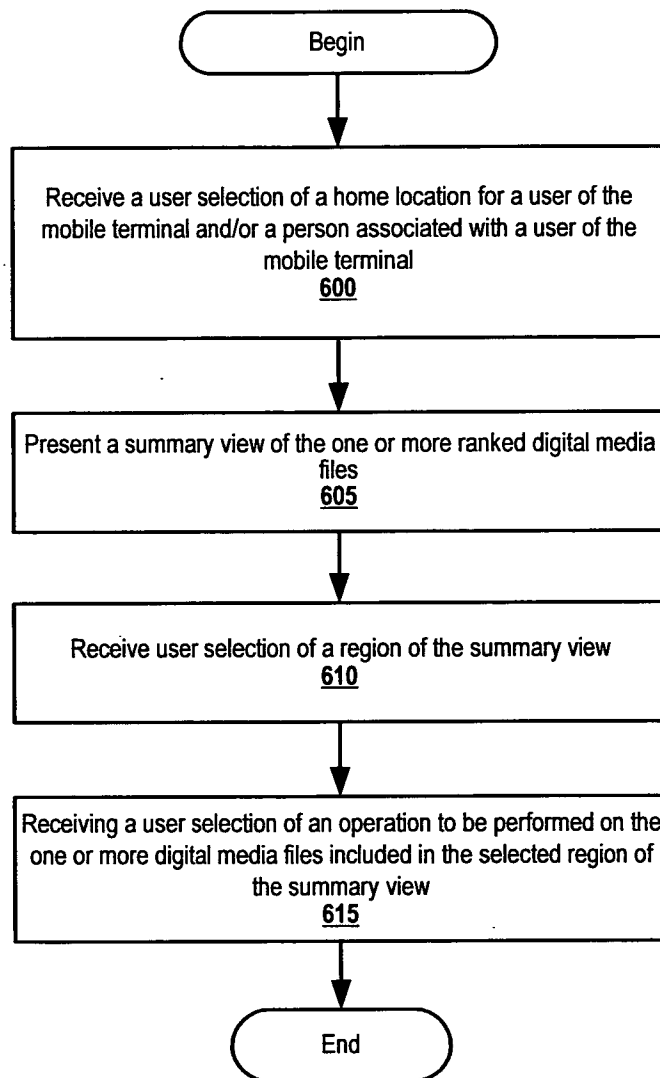 Begin
Receive a user selection of a home location for a user of the
mobile terminal and/or a person associated with a user of the
mobile terminal
600
Present a summary view of the one or more ranked digital media
files
605
Receive user selection of a region of the summary view
610
Receiving a user selection of an operation to be performed on the
one or more digital media files included in the selected region of
the summary view
615
End